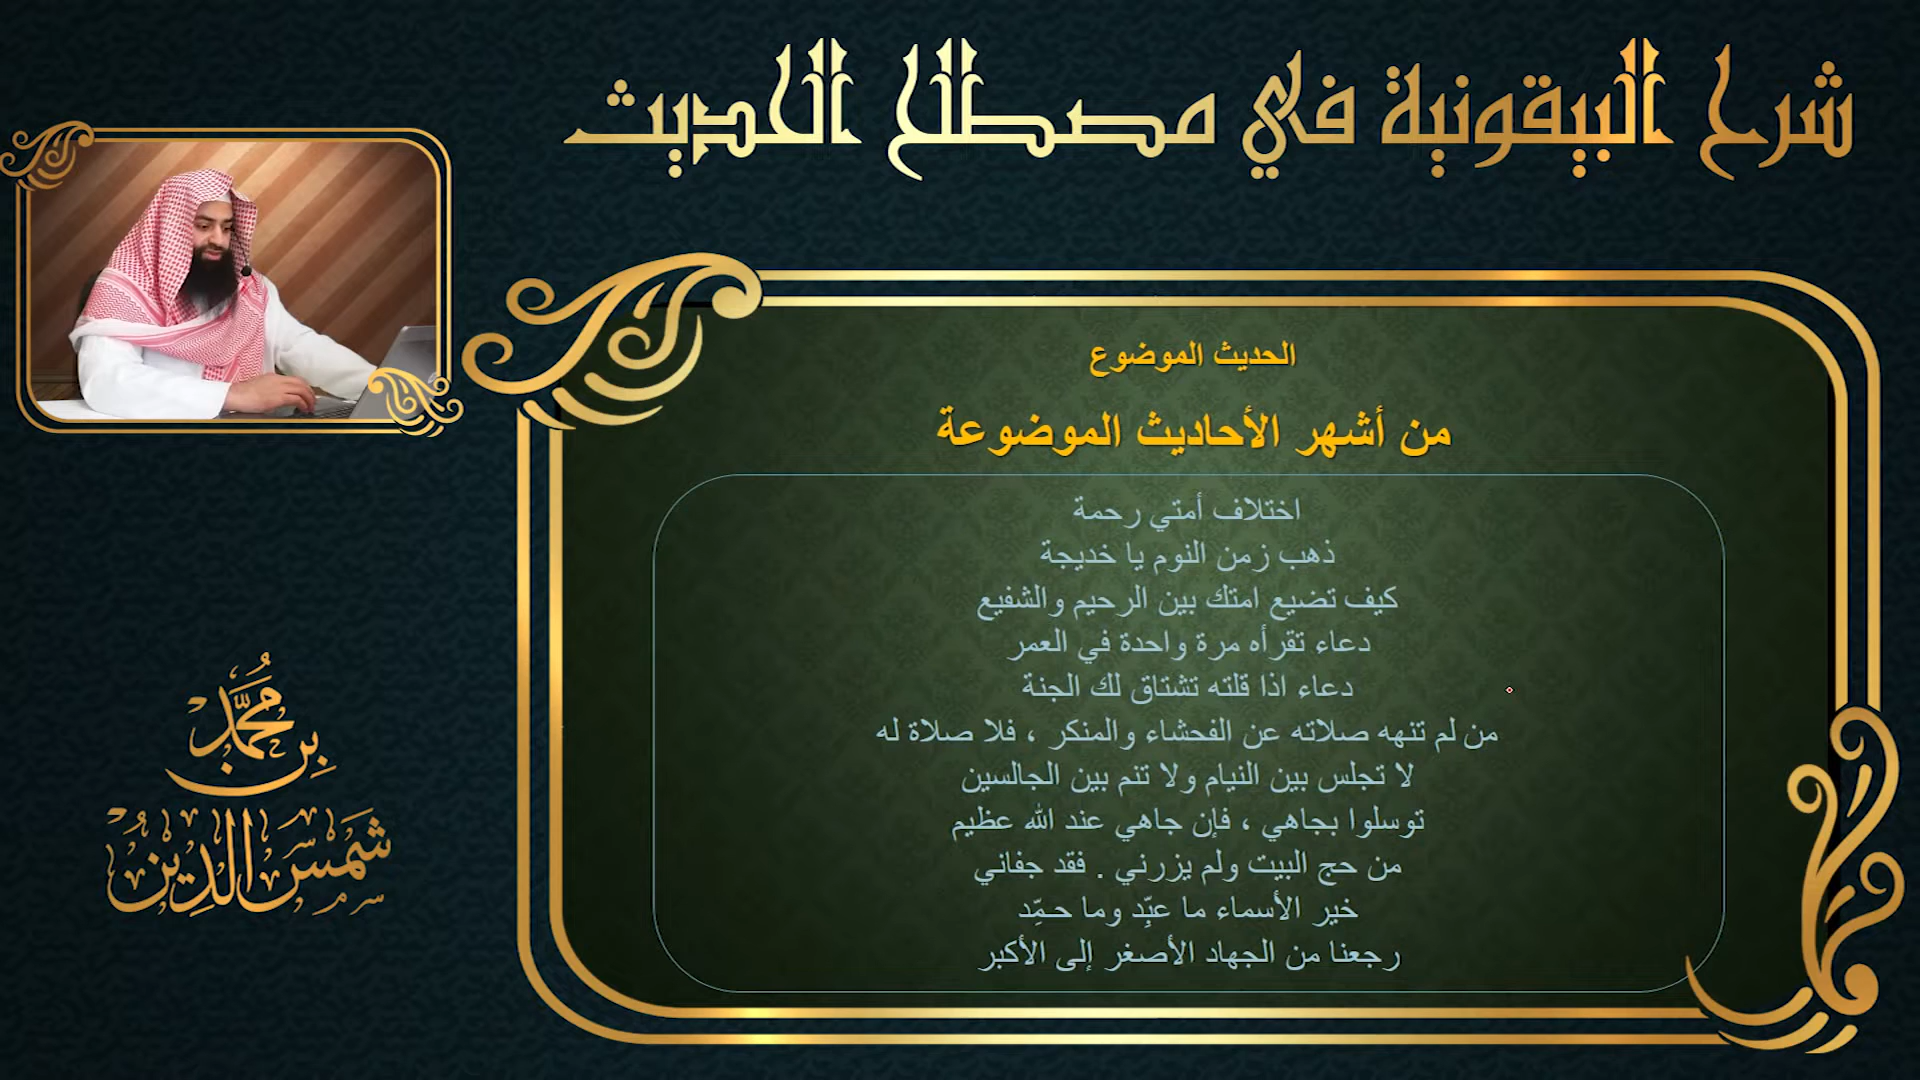 شرح البيقونية في مصطلح الحديث
الحديث الموضوع
من أشهر الأحاديث الموضوعة
اختلاف أمتي رحمة
ذهب زمن النوم يا خديجة
كيف تضيع امتك بين الرحيم والشفيع
دعاء تقرأه مرة واحدة في العمر
دعاء اذا قلته تشتاق لك الجنة
من لم تنهه صلاته عن الفحشاء والمنكر ، فلا صلاة له
لا تجلس بين النيام ولا تنم بين الجالسين
توسلوا بجاهي ، فإن جاهي عند الله عظيم
من حج البيت ولم يزرني . فقد جفاني
خير الأسماء ما عبِّد وما حـمِّد
رجعنا من الجهاد الأصغر إلى الأكبر
محمد
بن
شمس الدين